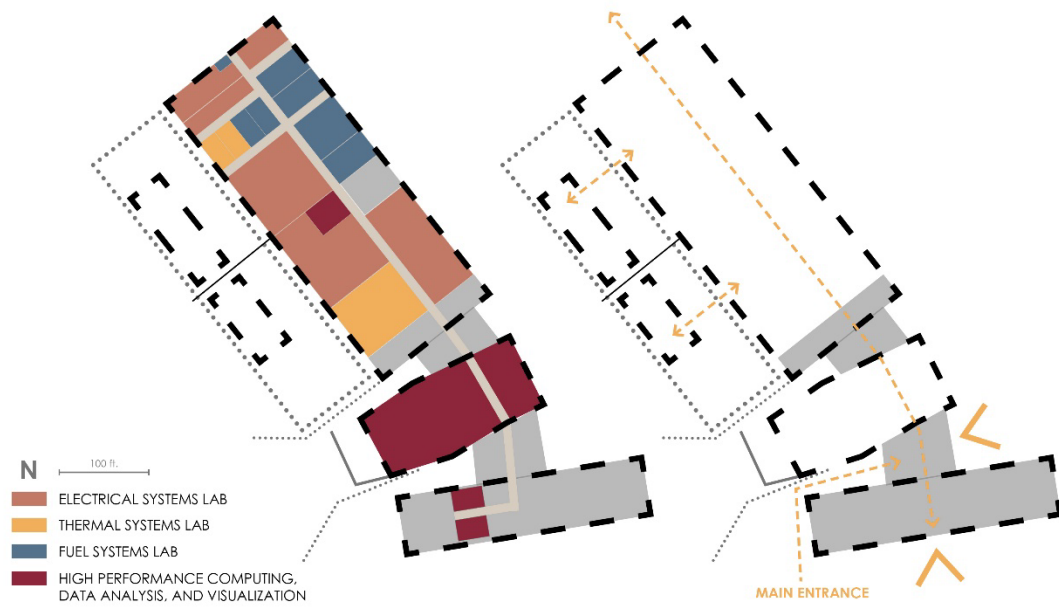 N
100 ft.
ELECTRICAL SYSTEMS LAB
THERMAL SYSTEMS LAB
FUEL SYSTEMS LAB
HIGH PERFORMANCE COMPUTING,
DATA ANALYSIS, AND VISUALIZATION
MAIN ENTRANCE